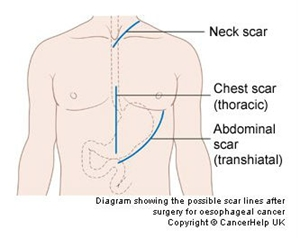 Neck scar
Chest scar
(thoracic)
Abdominal
scar
(transhiatal)
Diagram showing the possible scar lines after
surgery for oesophageal cancer
Copyright © CancerHelp UK